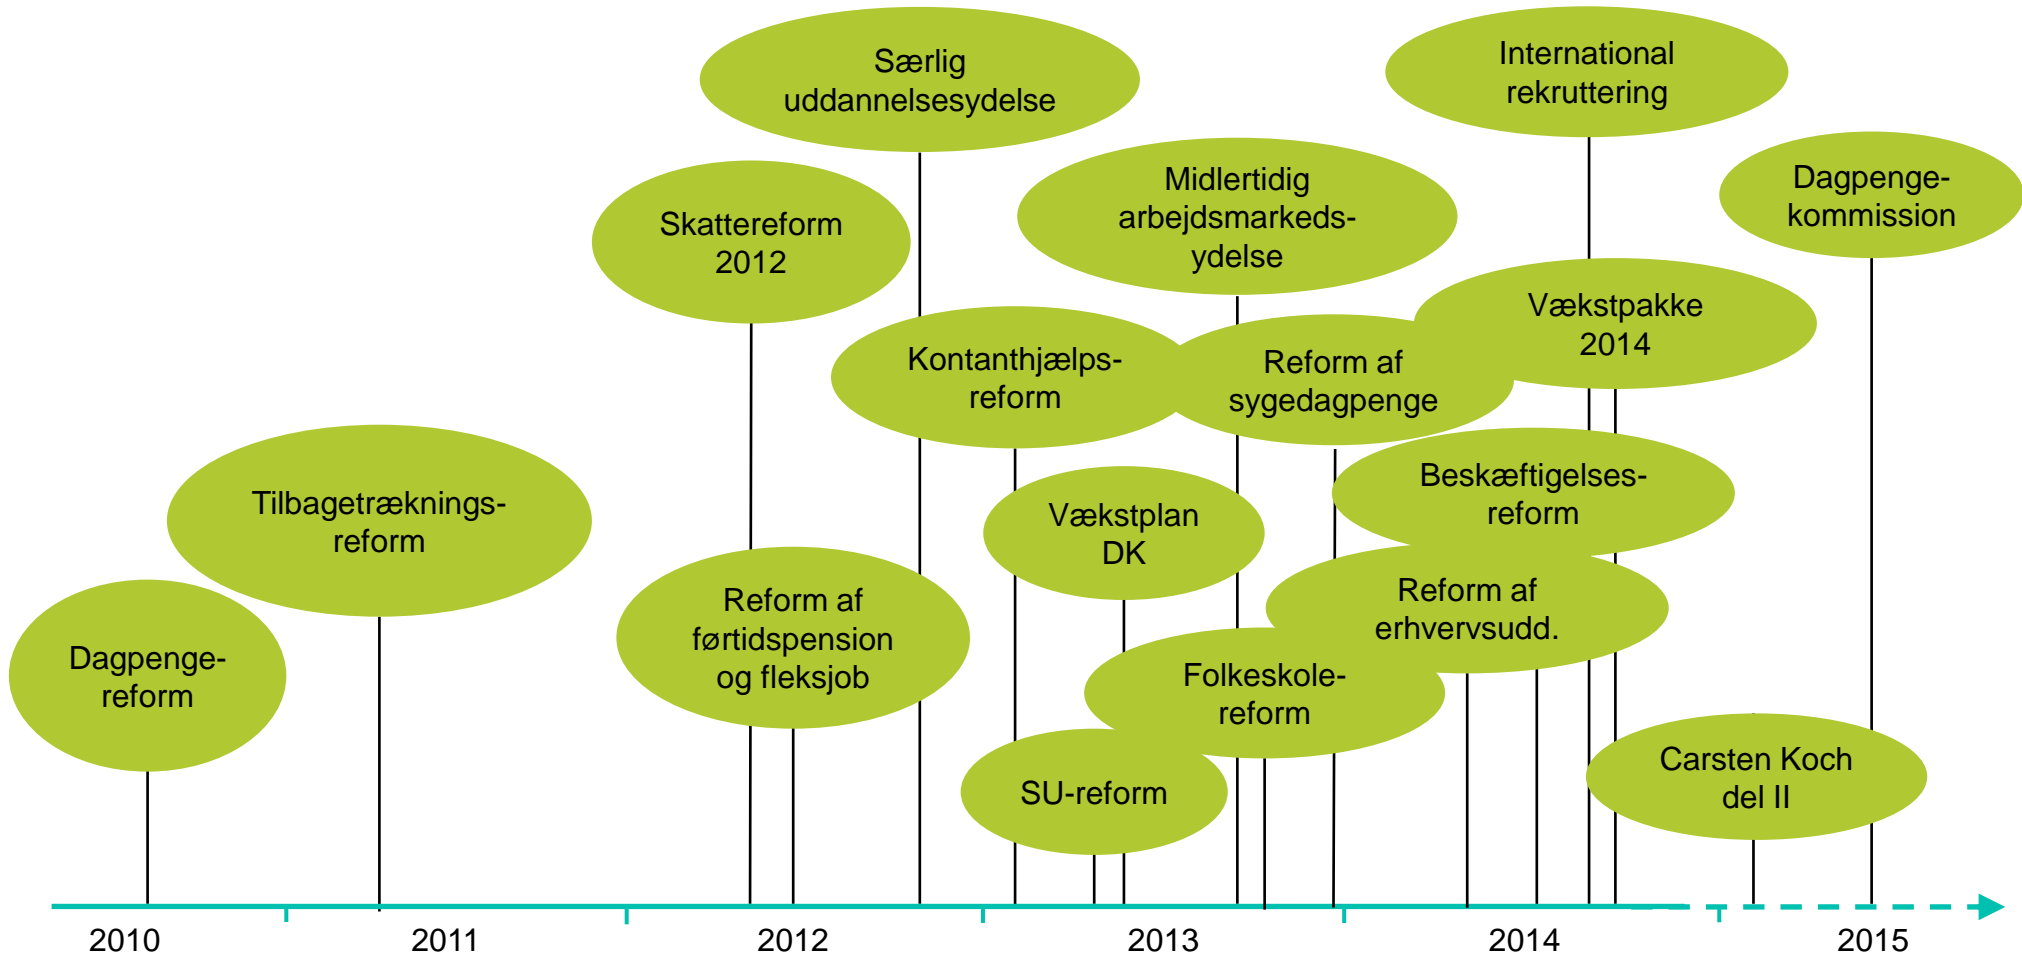 Særlig
uddannelsesydelse
International
rekruttering
Midlertidig
arbejdsmarkeds-
ydelse
Dagpenge-
kommission
Skattereform
2012
Vækstpakke
2014
Kontanthjælps-
reform
Reform af
sygedagpenge
Beskæftigelses-
reform
Tilbagetræknings-
reform
Vækstplan
DK
Reform af
førtidspension
og fleksjob
Reform af
erhvervsudd.
Dagpenge-
reform
Folkeskole-
reform
SU-reform
Carsten Koch
del II
2010
2011
2012
2013
2014
2015